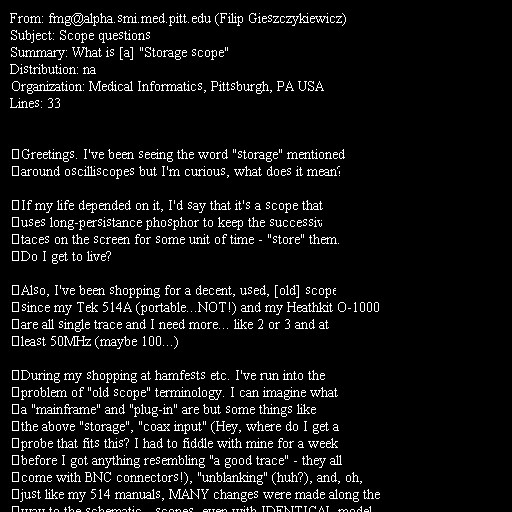 From: fmg@alpha.smi.med.pitt.edu (Filip Gieszczykiewicz)
Subject: Scope questions
Summary: What is [a] "Storage scope"
Distribution: na
Organization: Medical Informatics, Pittsburgh, PA USA
Lines: 33
Greetings. I've been seeing the word "storage" mentioned
around oscilliscopes but I'm curious, what does it mean?
If my life depended on it, I'd say that it's a scope that
uses long-persistance phosphor to keep the successiv
taces on the screen for some unit of time - "store" them.
Do I get to live?
Also, I've been shopping for a decent, used, [old] scope
since my Tek 514A (portable...NOT!) and my Heathkit O-1000
are all single trace and I need more... like 2 or 3 and at
least 50MHz (maybe 100...)
During my shopping at hamfests etc. I've run into the
problem of "old scope" terminology. I can imagine what
a "mainframe" and "plug-in" are but some things like
the above "storage", "coax input" (Hey, where do I get a
probe that fits this? I had to fiddle with mine for a week
before I got anything resembling "a good trace" - they all
come with BNC connectors!), "unblanking" (huh?), and, oh,
just like my 514 manuals, MANY changes were made along the
way to the schematic... scopes, even with IDENTICAL model